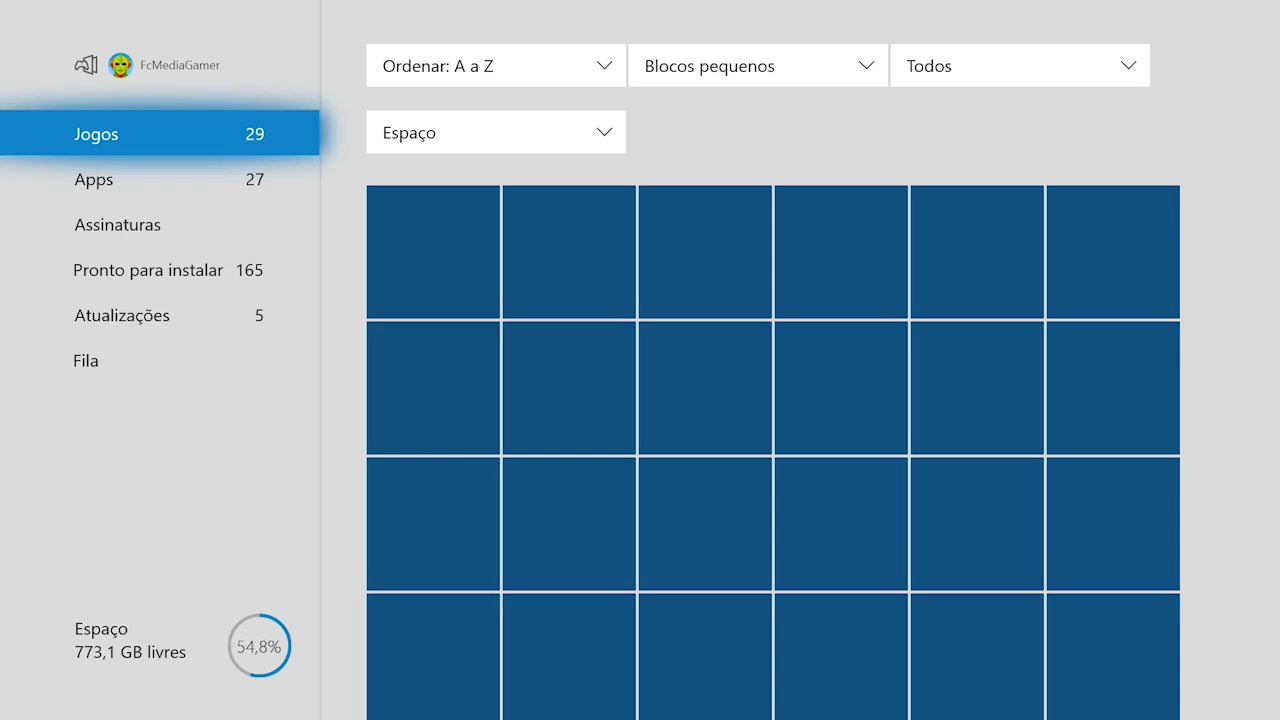 FcMediaGamer
Jogos 29
Apps 27
Assinaturas
Pronto para instalar 165
Atualizações 5
Fila
Espaço
773,1 GB livres
54,8%
Ordenar: A a Z
Blocos pequenos
Todos
Espaço